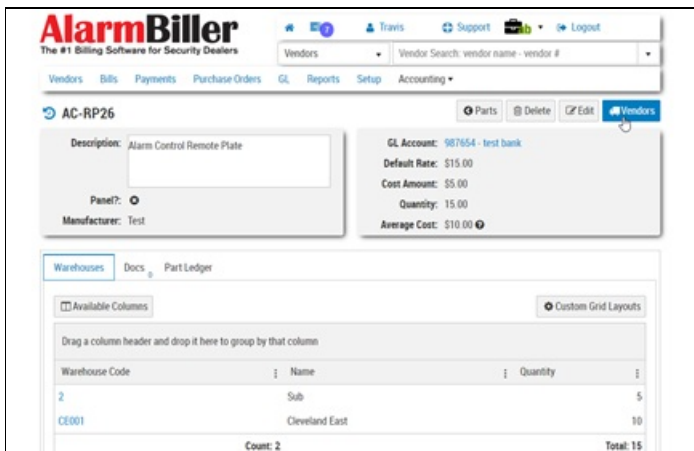 AlarmBiller
The #1 Billing Software for Security Dealers
7 Travis Support Logout
Vendors Vendor Search: vendor name - vendor #
Vendors Bills Payments Purchase Orders GL Reports Setup Accounting
AC-RP26 Parts Delete Edit Vendors
Description: Alarm Control Remote Plate
Panel?:
Manufacturer: Test
GL Account: 987654 - test bank
Default Rate: $15.00
Cost Amount: $5.00
Quantity: 15.00
Average Cost: $10.00
Warehouses Docs 0 Part Ledger
Available Columns Custom Grid Layouts
Drag a column header and drop it here to group by that column
Warehouse Code Name Quantity
2 Sub 5
CE001 Cleveland East 10
Count: 2 Total: 15